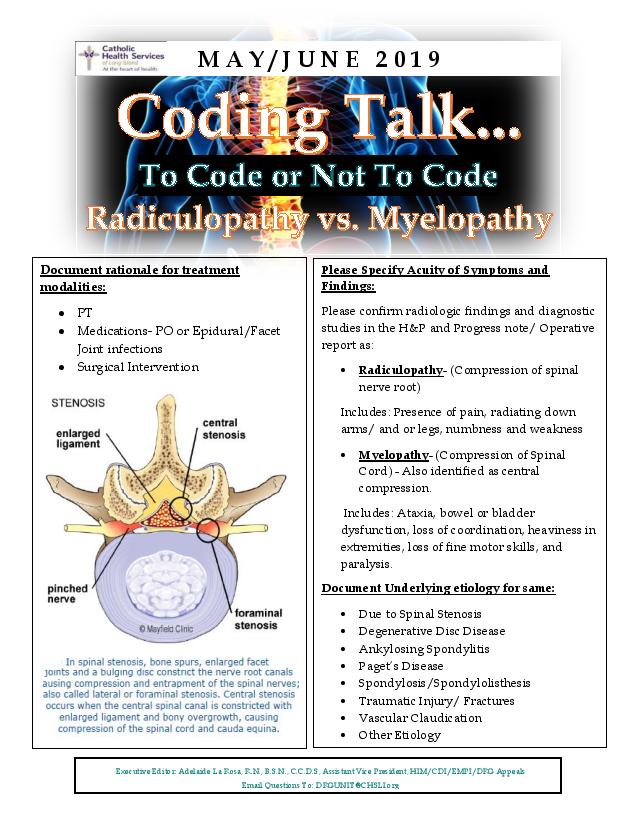 Catholic
Health Services
of Long Island
At the heart of health
MAY/JUNE 2019
Coding Talk...
To Code or Not To Code
Radiculopathy vs. Myelopathy
Document rationale for treatment
modalities:
• PT
• Medications- PO or Epidural/Facet
Joint infections
• Surgical Intervention
STENOSIS
enlarged
ligament
central
stenosis
pinched
nerve
foraminal
stenosis
© Mayfield Clinic
In spinal stenosis, bone spurs, enlarged facet
joints and a bulging disc constrict the nerve root canals
ausing compression and entrapment of the spinal nerves;
also called lateral or foraminal stenosis. Central stenosis
occurs when the central spinal canal is constricted with
enlarged ligament and bony overgrowth, causing
compression of the spinal cord and cauda equina.
Please Specify Acuity of Symptoms and
Findings:
Please confirm radiologic findings and diagnostic
studies in the H&P and Progress note/ Operative
report as:
• Radiculopathy- (Compression of spinal
nerve root)
Includes: Presence of pain, radiating down
arms/ and or legs, numbness and weakness
• Myelopathy- (Compression of Spinal
Cord) - Also identified as central
compression.
Includes: Ataxia, bowel or bladder
dysfunction, loss of coordination, heaviness in
extremities, loss of fine motor skills, and
paralysis.
Document Underlying etiology for same:
• Due to Spinal Stenosis
• Degenerative Disc Disease
• Ankylosing Spondylitis
• Paget's Disease
• Spondylosis/Spondylolisthesis
• Traumatic Injury/ Fractures
• Vascular Claudication
• Other Etiology
Executive Editor: Adelaide La Rosa, R.N., B.S.N., C.C.D.S, Assistant Vice President, HIM/CDI/EMPI/DRG Appeals
Email Questions To: DRGUNIT@CHSLI.org